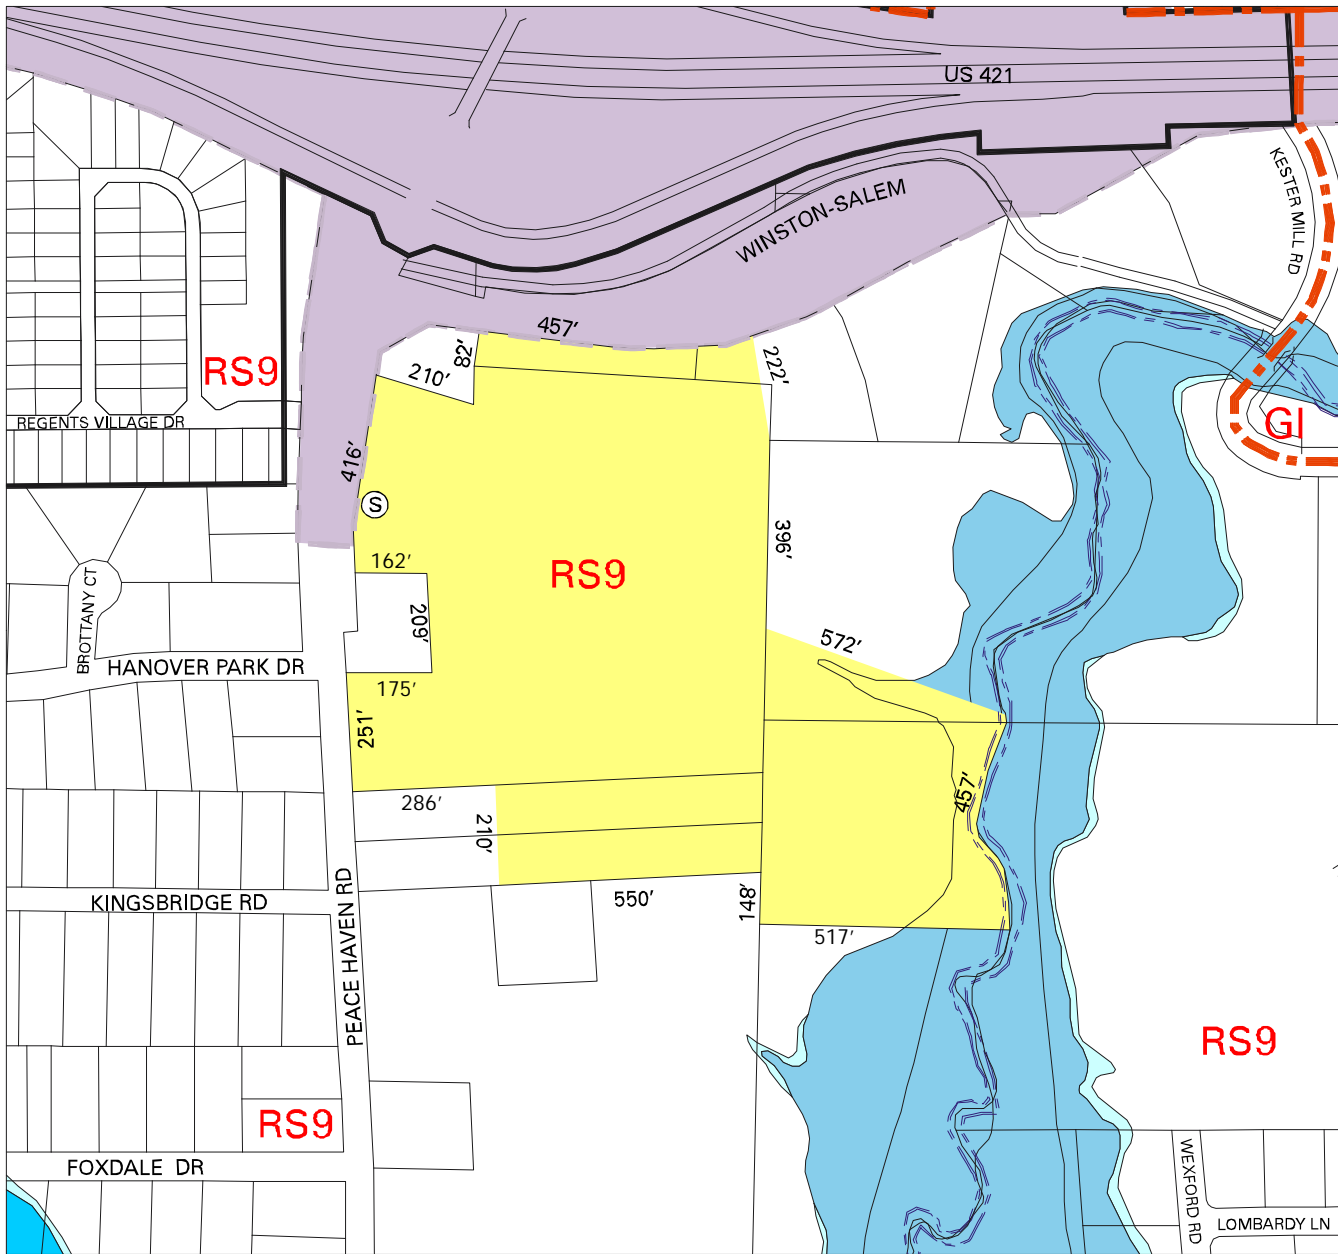 US 421
KESTER MILL RD
WINSTON-SALEM
457'
82'
222'
RS9
210'
REGENTS VILLAGE DR
GI
416'
S
396'
162'
RS9
BROTTANY CT
209'
572'
HANOVER PARK DR
175'
251'
457'
286'
210'
KINGSBRIDGE RD
550'
148'
PEACE HAVEN RD
517'
RS9
RS9
FOXDALE DR
WEXFORD RD
LOMBARDY LN